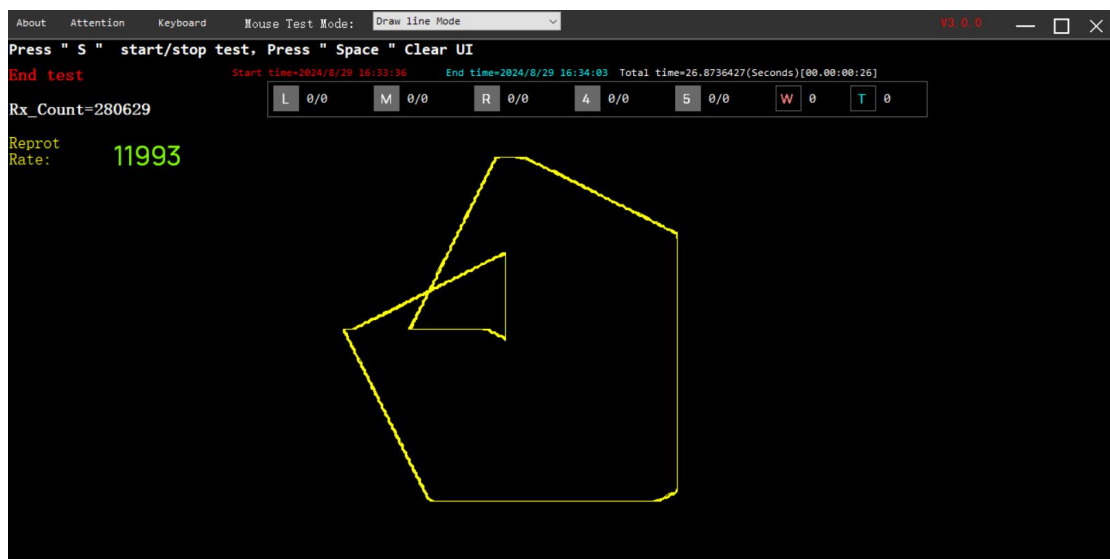 About Attention Keyboard Mouse Test Mode: Draw line Mode V3.0.0
Press " S " start/stop test, Press " Space " Clear UI
End test Start time=2024/8/29 16:33:36 End time=2024/8/29 16:34:03 Total time=26.8736427(Seconds)[00.00:00:26]
L 0/0 M 0/0 R 0/0 4 0/0 5 0/0 W 0 T 0
Rx_Count=280629
Reprot
Rate: 11993